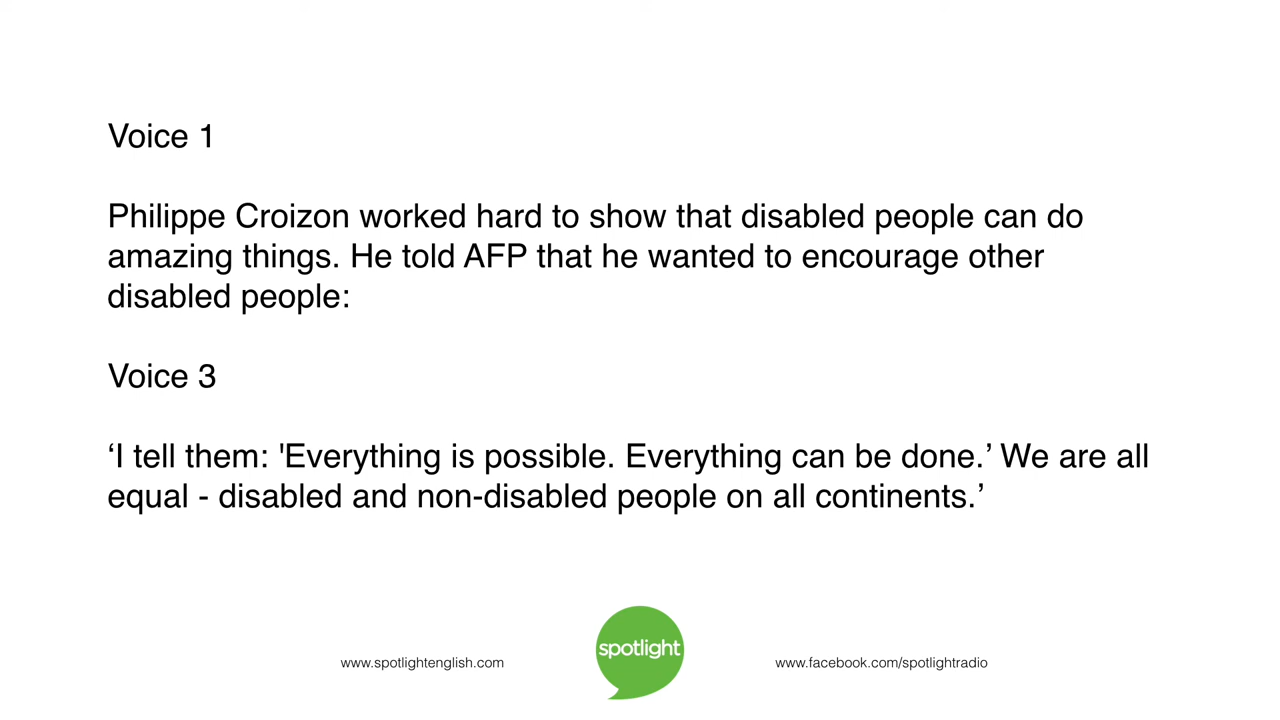 Voice 1
Philippe Croizon worked hard to show that disabled people can do
amazing things. He told AFP that he wanted to encourage other
disabled people:
Voice 3
‘I tell them: 'Everything is possible. Everything can be done.’ We are all
equal - disabled and non-disabled people on all continents.’
www.spotlightenglish.com
spotlight
www.facebook.com/spotlightradio